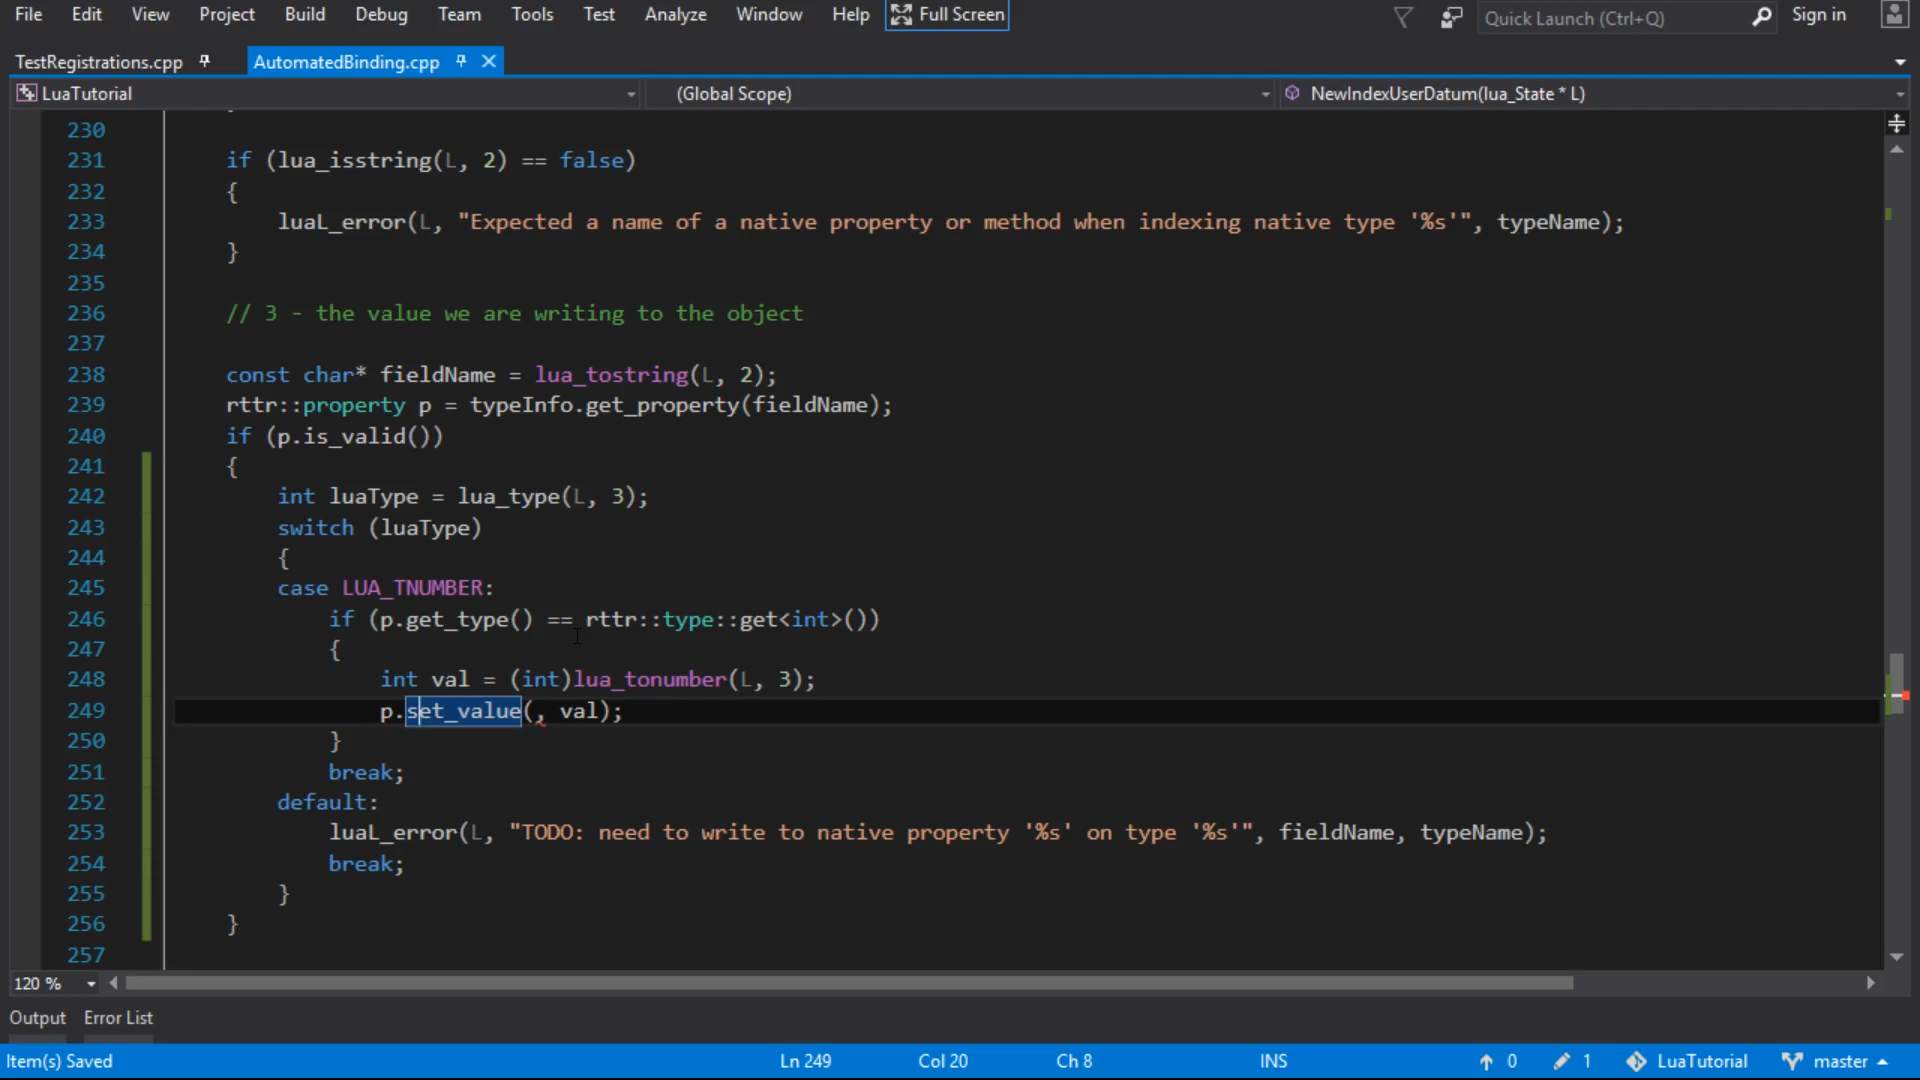 File Edit View Project Build Debug Team Tools Test Analyze Window Help Full Screen Quick Launch (Ctrl+Q) Sign in
TestRegistrations.cpp AutomatedBinding.cpp
LuaTutorial (Global Scope) NewIndexUserDatum(lua_State * L)
230
231 if (lua_isstring(L, 2) == false)
232 {
233 luaL_error(L, "Expected a name of a native property or method when indexing native type '%s'", typeName);
234 }
235
236 // 3 - the value we are writing to the object
237
238 const char* fieldName = lua_tostring(L, 2);
239 rttr::property p = typeInfo.get_property(fieldName);
240 if (p.is_valid())
241 {
242 int luaType = lua_type(L, 3);
243 switch (luaType)
244 {
245 case LUA_TNUMBER:
246 if (p.get_type() == rttr::type::get<int>())
247 {
248 int val = (int)lua_tonumber(L, 3);
249 p.set_value(, val);
250 }
251 break;
252 default:
253 luaL_error(L, "TODO: need to write to native property '%s' on type '%s'", fieldName, typeName);
254 break;
255 }
256 }
257
120 %
Output Error List
Item(s) Saved Ln 249 Col 20 Ch 8 INS 0 1 LuaTutorial master